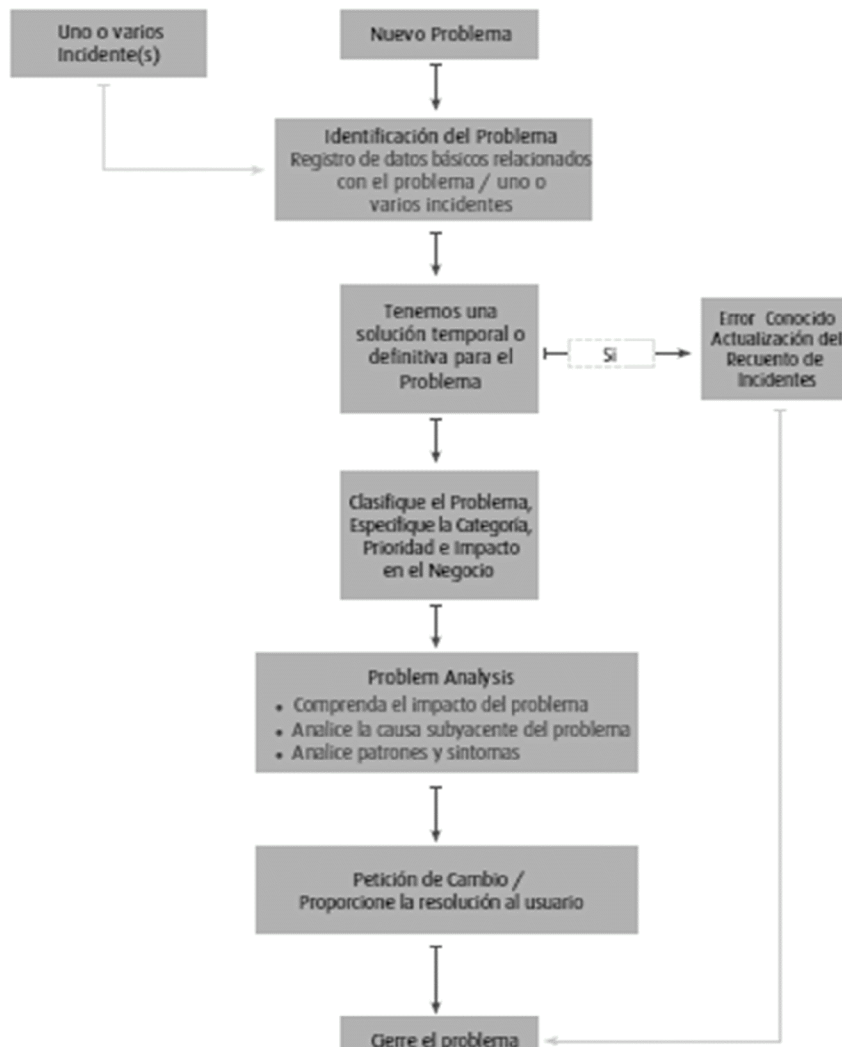 Uno o varios
Incidente(s)
Nuevo Problema
Identificación del Problema
Registro de datos básicos relacionados
con el problema / uno o
varios incidentes
Tenemos una
solución temporal o
definitiva para el
Problema
Si
Error Conocido
Actualización del
Recuento de
Incidentes
Clasifique el Problema,
Especifique la Categoría,
Prioridad e Impacto
en el Negocio
Problem Analysis
• Comprenda el impacto del problema
• Analice la causa subyacente del problema
• Analice patrones y sintomas
Petición de Cambio /
Proporcione la resolución al usuario
Cierre el problema